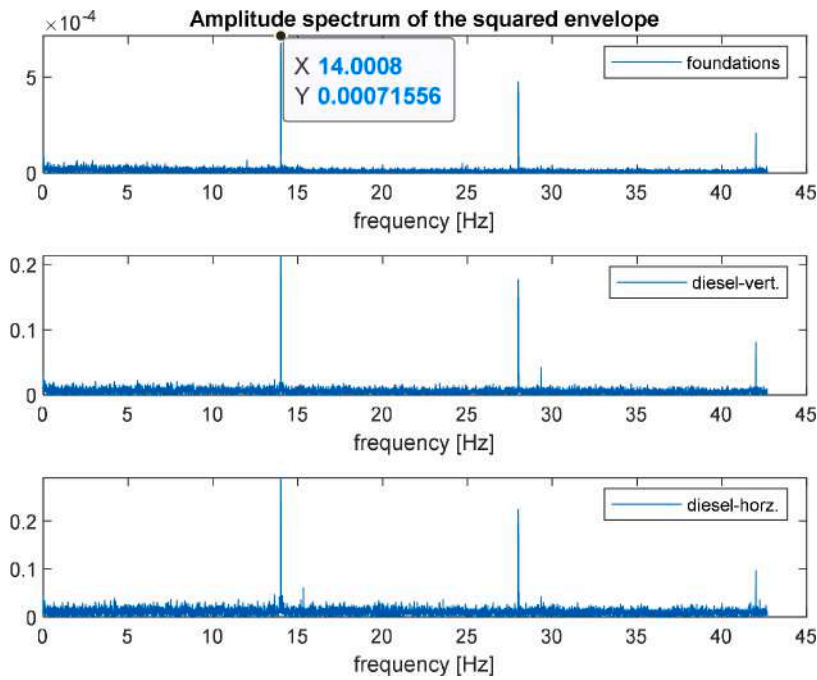 Amplitude spectrum of the squared envelope
×10⁻⁴
5
0
foundations
X 14.0008
Y 0.00071556
0 5 10 15 20 25 30 35 40 45
frequency [Hz]
0.2
0.1
0
diesel-vert.
0 5 10 15 20 25 30 35 40 45
frequency [Hz]
0.2
0.1
0
diesel-horz.
0 5 10 15 20 25 30 35 40 45
frequency [Hz]